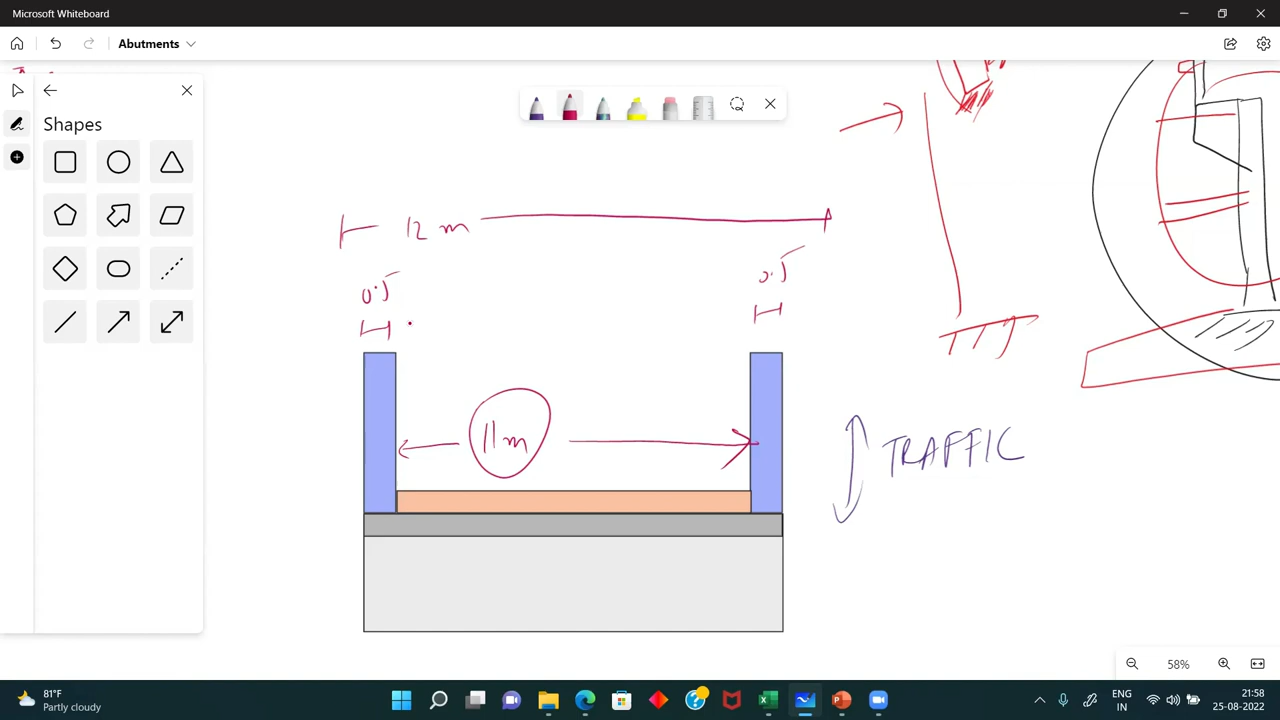 Microsoft Whiteboard
Abutments
Shapes
12 m
0.5
0.5
11m
TRAFFIC
58%
81°F
Partly cloudy
ENG
IN
21:58
25-08-2022